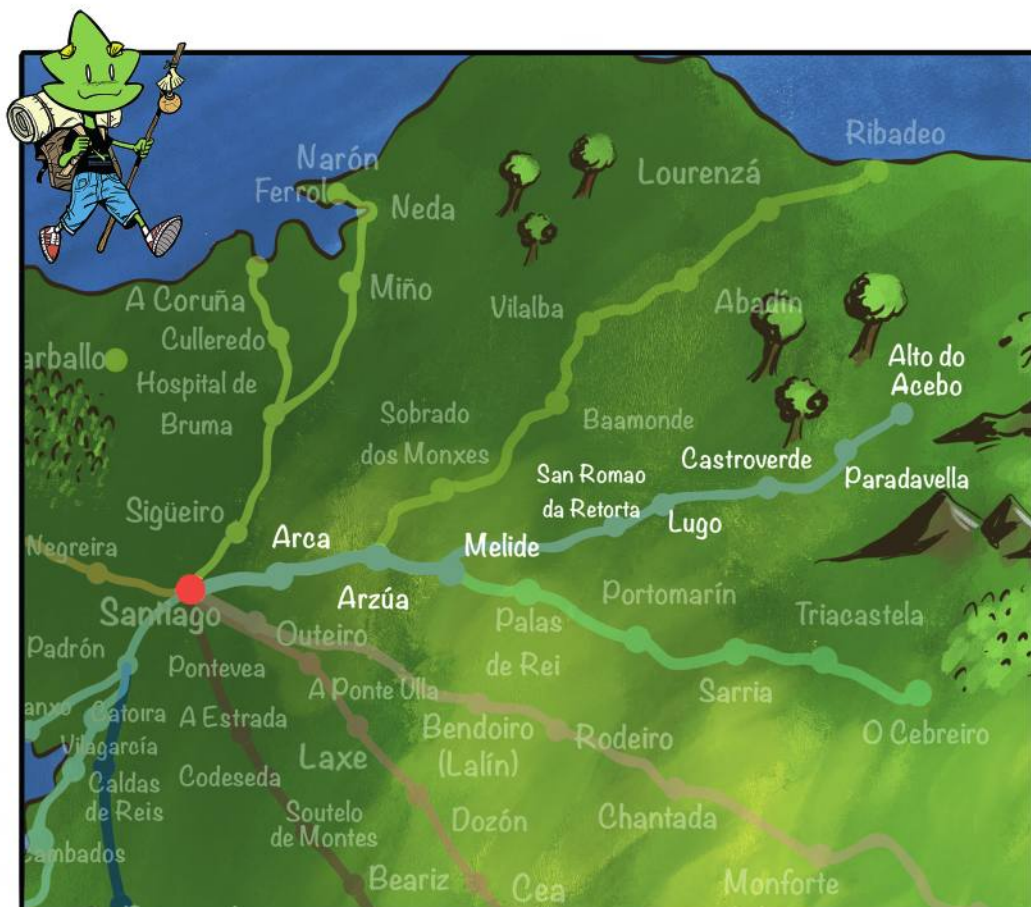 Ribadeo
Narón
Lourenzá
Ferrol
Neda
Miño
A Coruña
Vilalba
Abadín
Culleredo
arballo
Alto do
Acebo
Hospital de
Bruma
Sobrado
dos Monxes
Baamonde
Castroverde
San Romao
da Retorta
Paradavella
Sigüeiro
Lugo
Arca
Melide
Negreira
Arzúa
Portomarín
Santiago
Triacastela
Outeiro
Palas
de Rei
Padrón
Pontevea
A Ponte Ulla
Sarria
anxo
Catoira
A Estrada
Bendoiro
(Lalín)
Rodeiro
O Cebreiro
Vilagarcía
Laxe
Caldas
de Reis
Codeseda
Soutelo
de Montes
Dozón
Chantada
Cambados
Beariz
Cea
Monforte